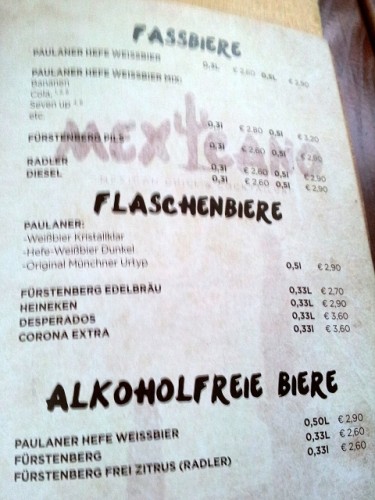 FASSBIERE
PAULANER HEFE WEISSBIER 0,3L € 2,60 0,5L € 2,90
PAULANER HEFE WEISSBIER MIX:
Bananen
Cola
Seven up
etc. 0,3l € 2,80 0,5l € 3,20
FÜRSTENBERG PILS 0,3l € 2,60 0,5l € 2,90
RADLER 0,3l € 2,60 0,5l € 2,90
DIESEL 0,3l € 2,60 0,5l € 2,90
FLASCHENBIERE
PAULANER:
-Weißbier Kristallklar
-Hefe-Weißbier Dunkel
-Original Münchner Urtyp 0,5l € 2,90
FÜRSTENBERG EDELBRÄU 0,33L € 2,70
HEINEKEN 0,33L € 2,90
DESPERADOS 0,33L € 3,60
CORONA EXTRA 0,33l € 3,60
ALKOHOLFREIE BIERE
PAULANER HEFE WEISSBIER 0,50L € 2,90
FÜRSTENBERG 0,33L € 2,60
FÜRSTENBERG FREI ZITRUS (RADLER) 0,33l € 2,60